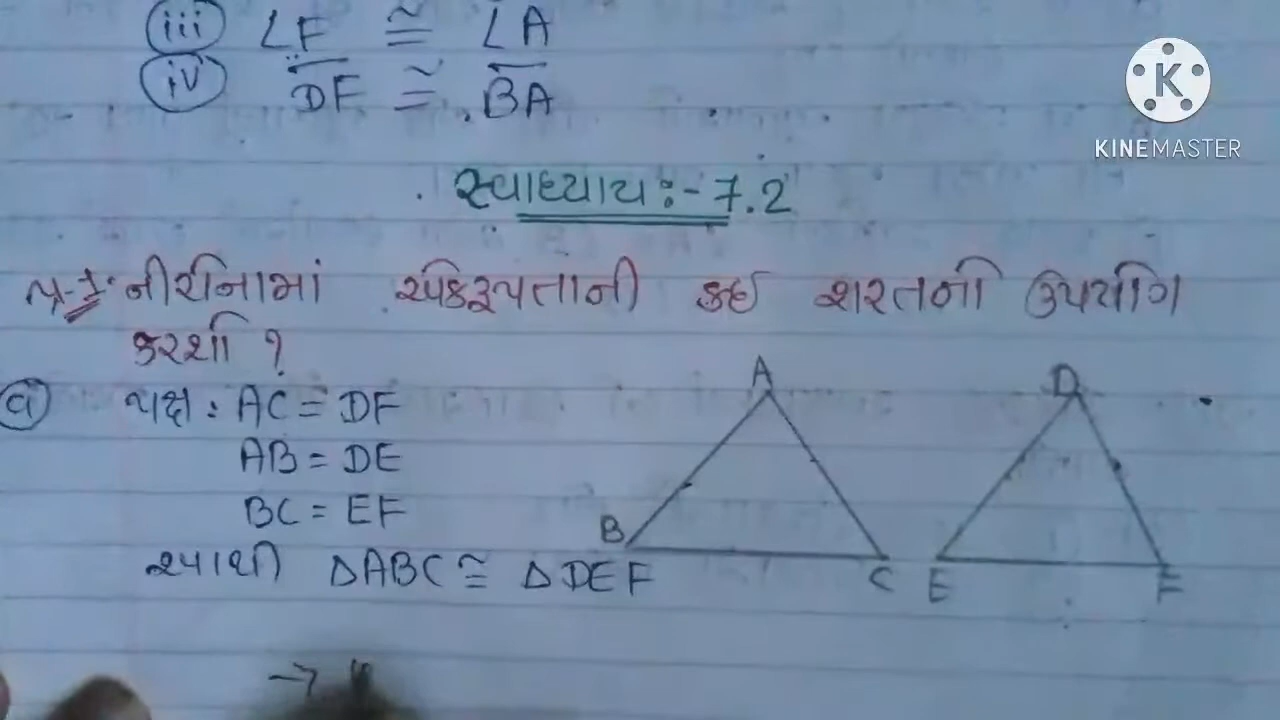 (iii) ∠F ≅ ∠A
(iv) DF ≅ BA
K
KINEMASTER
સ્વાધ્યાય:- 7.2
પ્ર-1: નીચેનામાં એકરૂપતાની કઈ શરતનો ઉપયોગ
કરશો ?
(a) પક્ષ : AC = DF
AB = DE
BC = EF
આથી ΔABC ≅ ΔDEF
A
B
C
D
E
F
→